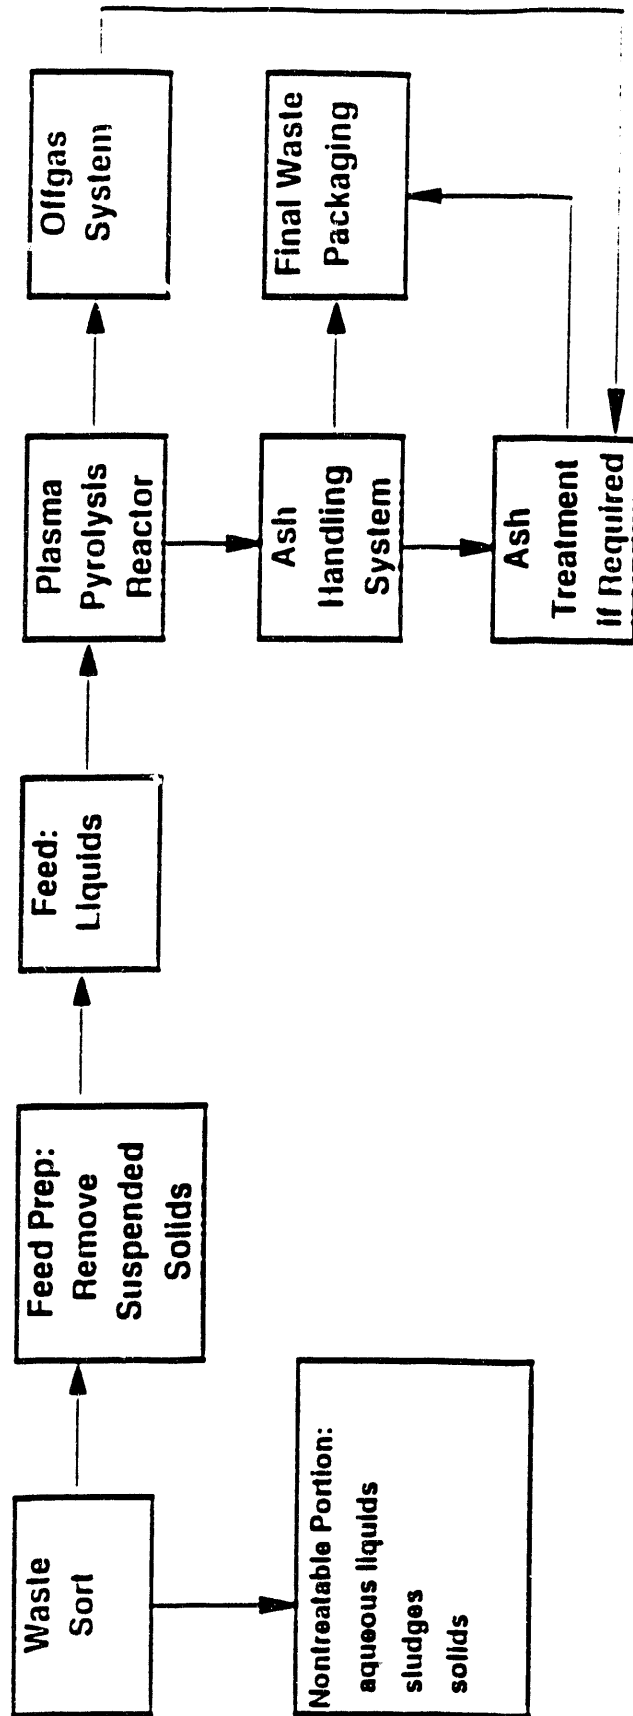 Waste
Sort
Nontreatable Portion:
aqueous liquids
sludges
solids
Feed Prep:
Remove
Suspended
Solids
Feed:
Liquids
Plasma
Pyrolysis
Reactor
Offgas
System
Ash
Handling
System
Final Waste
Packaging
Ash
Treatment
If Required